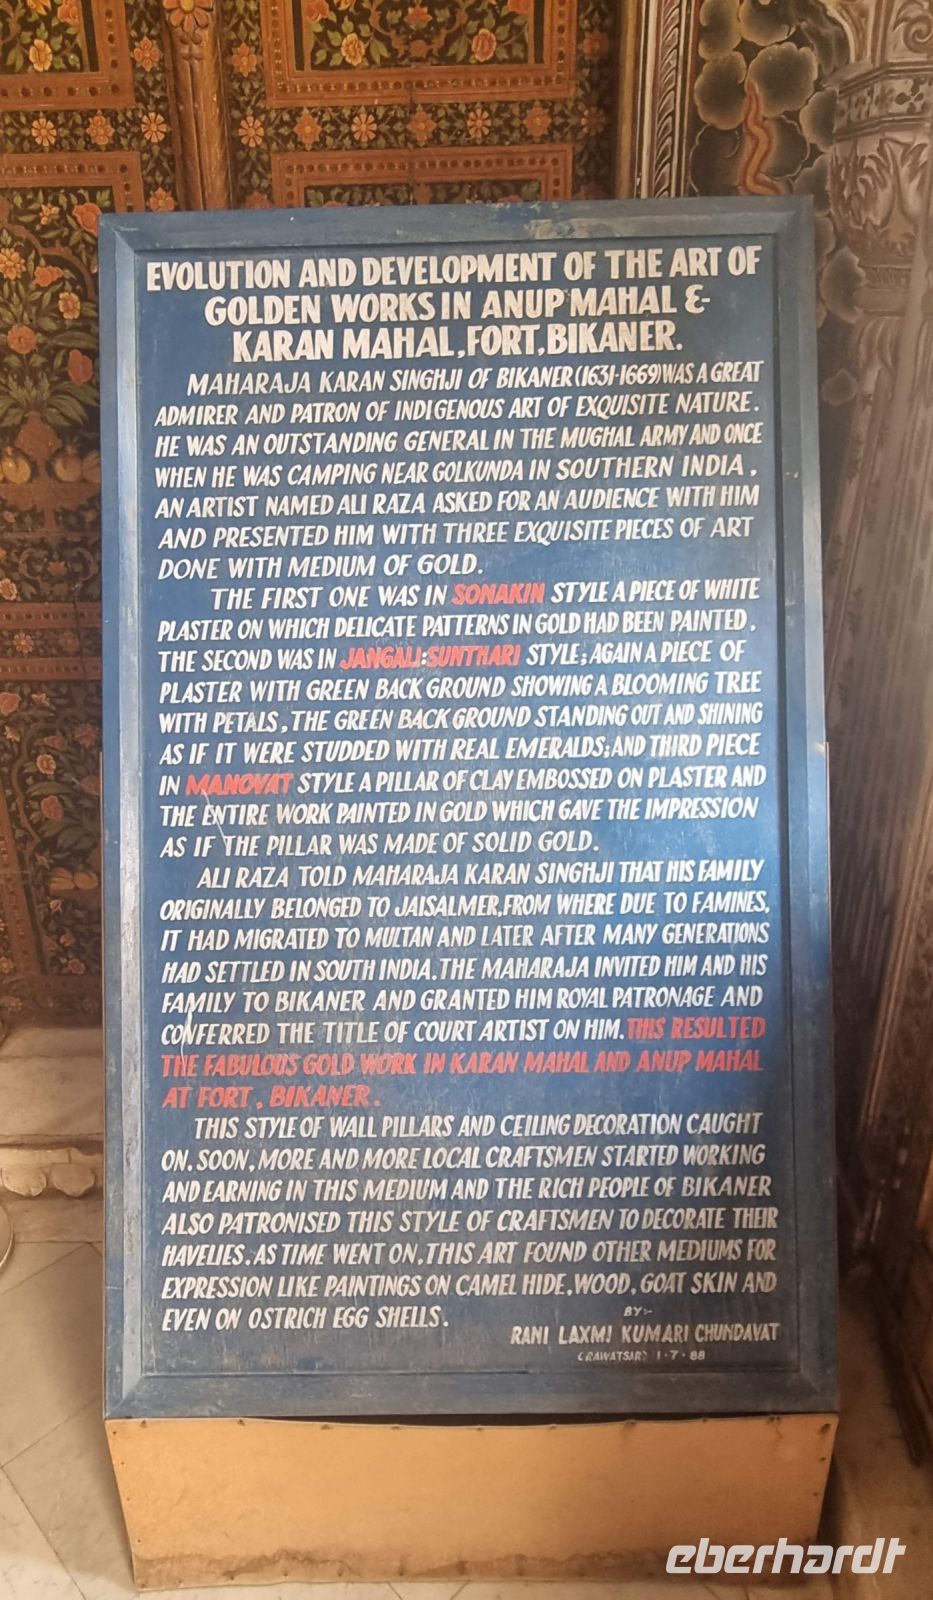 EVOLUTION AND DEVELOPMENT OF THE ART OF
GOLDEN WORKS IN ANUP MAHAL &
KARAN MAHAL, FORT, BIKANER.
MAHARAJA KARAN SINGHJI OF BIKANER (1631-1669) WAS A GREAT
ADMIRER AND PATRON OF INDIGENOUS ART OF EXQUISITE NATURE.
HE WAS AN OUTSTANDING GENERAL IN THE MUGHAL ARMY AND ONCE
WHEN HE WAS CAMPING NEAR GOLKUNDA IN SOUTHERN INDIA,
AN ARTIST NAMED ALI RAZA ASKED FOR AN AUDIENCE WITH HIM
AND PRESENTED HIM WITH THREE EXQUISITE PIECES OF ART
DONE WITH MEDIUM OF GOLD.
THE FIRST ONE WAS IN SONAKIN STYLE A PIECE OF WHITE
PLASTER ON WHICH DELICATE PATTERNS IN GOLD HAD BEEN PAINTED,
THE SECOND WAS IN JANGALI:SUNTHARI STYLE; AGAIN A PIECE OF
PLASTER WITH GREEN BACK GROUND SHOWING A BLOOMING TREE
WITH PETALS, THE GREEN BACK GROUND STANDING OUT AND SHINING
AS IF IT WERE STUDDED WITH REAL EMERALDS; AND THIRD PIECE
IN MANOVAT STYLE A PILLAR OF CLAY EMBOSSED ON PLASTER AND
THE ENTIRE WORK PAINTED IN GOLD WHICH GAVE THE IMPRESSION
AS IF THE PILLAR WAS MADE OF SOLID GOLD.
ALI RAZA TOLD MAHARAJA KARAN SINGHJI THAT HIS FAMILY
ORIGINALLY BELONGED TO JAISALMER, FROM WHERE DUE TO FAMINES,
IT HAD MIGRATED TO MULTAN AND LATER AFTER MANY GENERATIONS
HAD SETTLED IN SOUTH INDIA. THE MAHARAJA INVITED HIM AND HIS
FAMILY TO BIKANER AND GRANTED HIM ROYAL PATRONAGE AND
CONFERRED THE TITLE OF COURT ARTIST ON HIM. THIS RESULTED
THE FABULOUS GOLD WORK IN KARAN MAHAL AND ANUP MAHAL
AT FORT, BIKANER.
THIS STYLE OF WALL PILLARS AND CEILING DECORATION CAUGHT
ON. SOON, MORE AND MORE LOCAL CRAFTSMEN STARTED WORKING
AND EARNING IN THIS MEDIUM AND THE RICH PEOPLE OF BIKANER
ALSO PATRONISED THIS STYLE OF CRAFTSMEN TO DECORATE THEIR
HAVELIES. AS TIME WENT ON, THIS ART FOUND OTHER MEDIUMS FOR
EXPRESSION LIKE PAINTINGS ON CAMEL HIDE, WOOD, GOAT SKIN AND
EVEN ON OSTRICH EGG SHELLS.
BY:-
RANI LAXMI KUMARI CHUNDAVAT
(RAWATSAR) 1-7-88
eberhardt